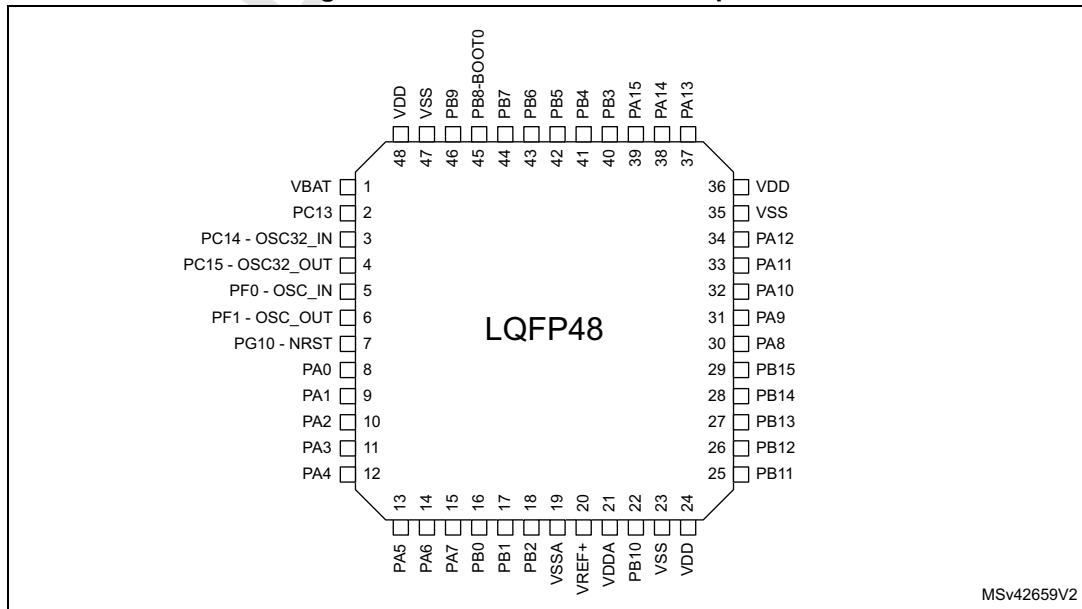 VDD
VSS
PB9
PB8-BOOT0
PB7
PB6
PB5
PB4
PB3
PA15
PA14
PA13
48
47
46
45
44
43
42
41
40
39
38
37
VBAT 1
PC13 2
PC14 - OSC32_IN 3
PC15 - OSC32_OUT 4
PF0 - OSC_IN 5
PF1 - OSC_OUT 6
PG10 - NRST 7
PA0 8
PA1 9
PA2 10
PA3 11
PA4 12
LQFP48
36 VDD
35 VSS
34 PA12
33 PA11
32 PA10
31 PA9
30 PA8
29 PB15
28 PB14
27 PB13
26 PB12
25 PB11
13
14
15
16
17
18
19
20
21
22
23
24
PA5
PA6
PA7
PB0
PB1
PB2
VSSA
VREF+
VDDA
PB10
VSS
VDD
MSv42659V2